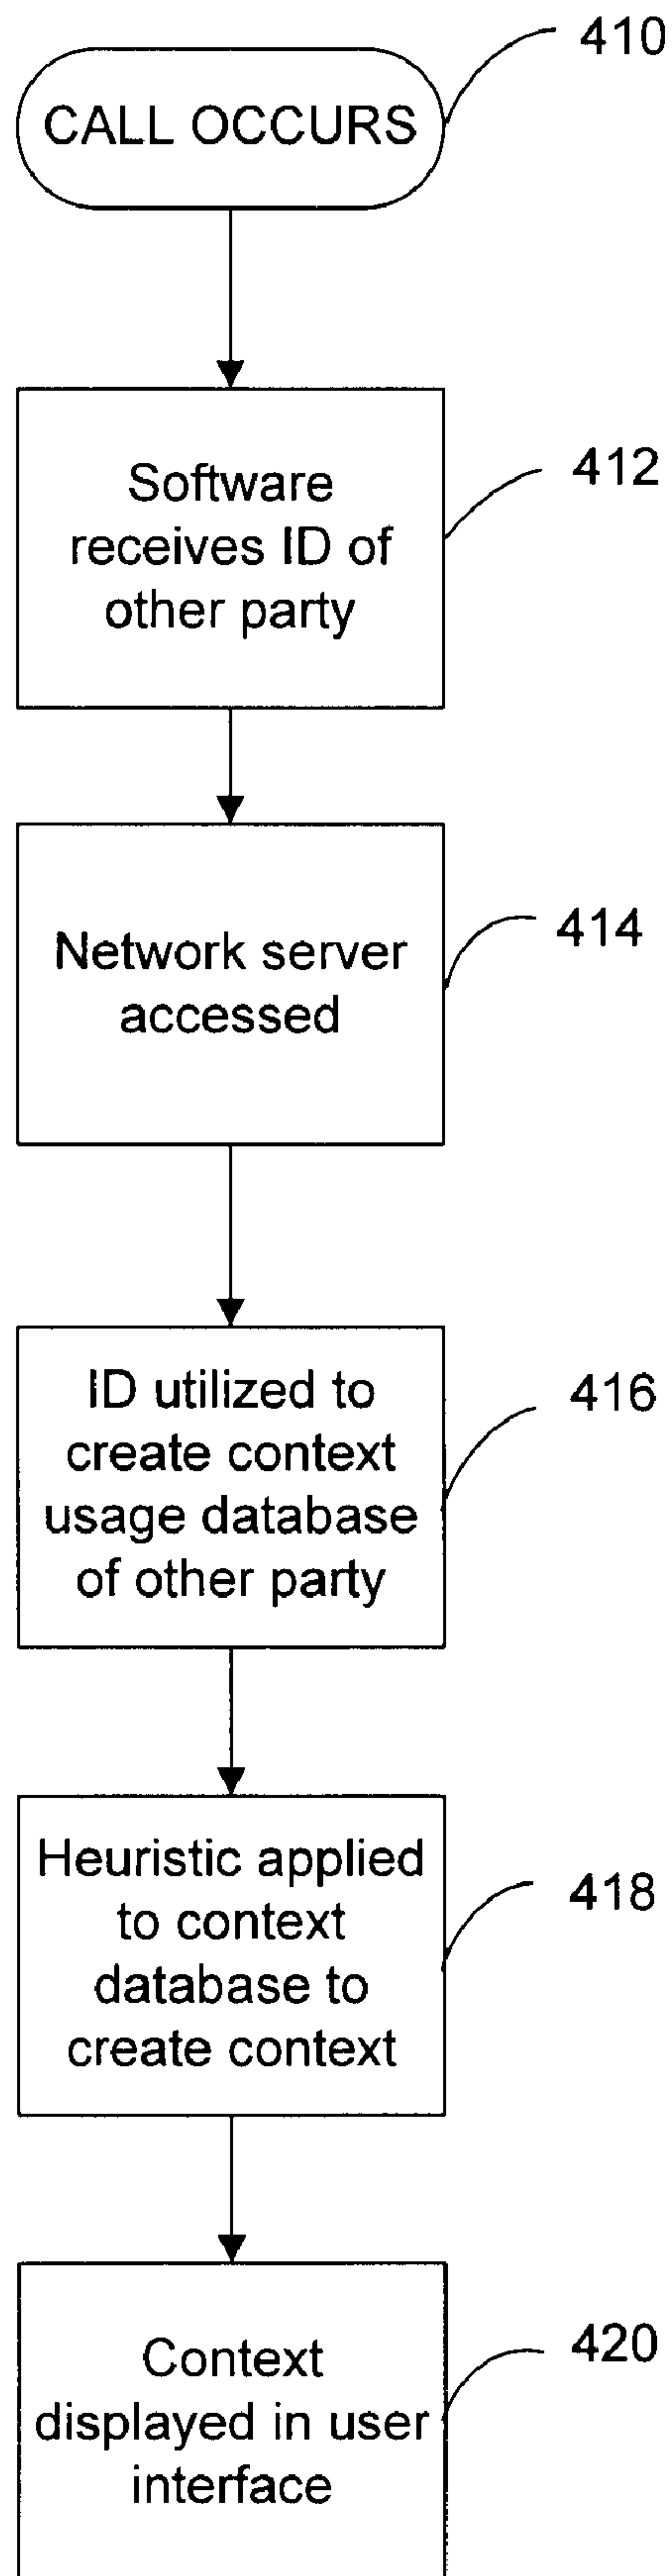 410
CALL OCCURS
412
Software
receives ID of
other party
414
Network server
accessed
416
ID utilized to
create context
usage database
of other party
418
Heuristic applied
to context
database to
create context
420
Context
displayed in user
interface